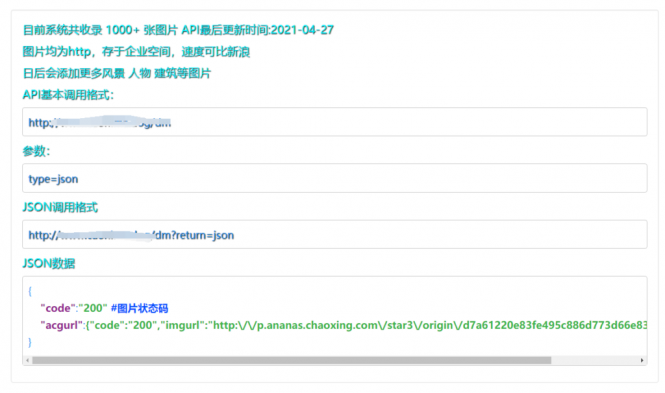 目前系统共收录 1000+ 张图片 API最后更新时间:2021-04-27
图片均为http，存于企业空间，速度可比新浪
日后会添加更多风景 人物 建筑等图片
API基本调用格式：
http:/ /dm
参数：
type=json
JSON调用格式
http:// /dm?return=json
JSON数据
{
"code":"200" #图片状态码
"acgurl":{"code":"200","imgurl":"http:\/\/p.ananas.chaoxing.com\/star3\/origin\/d7a61220e83fe495c886d773d66e83
}